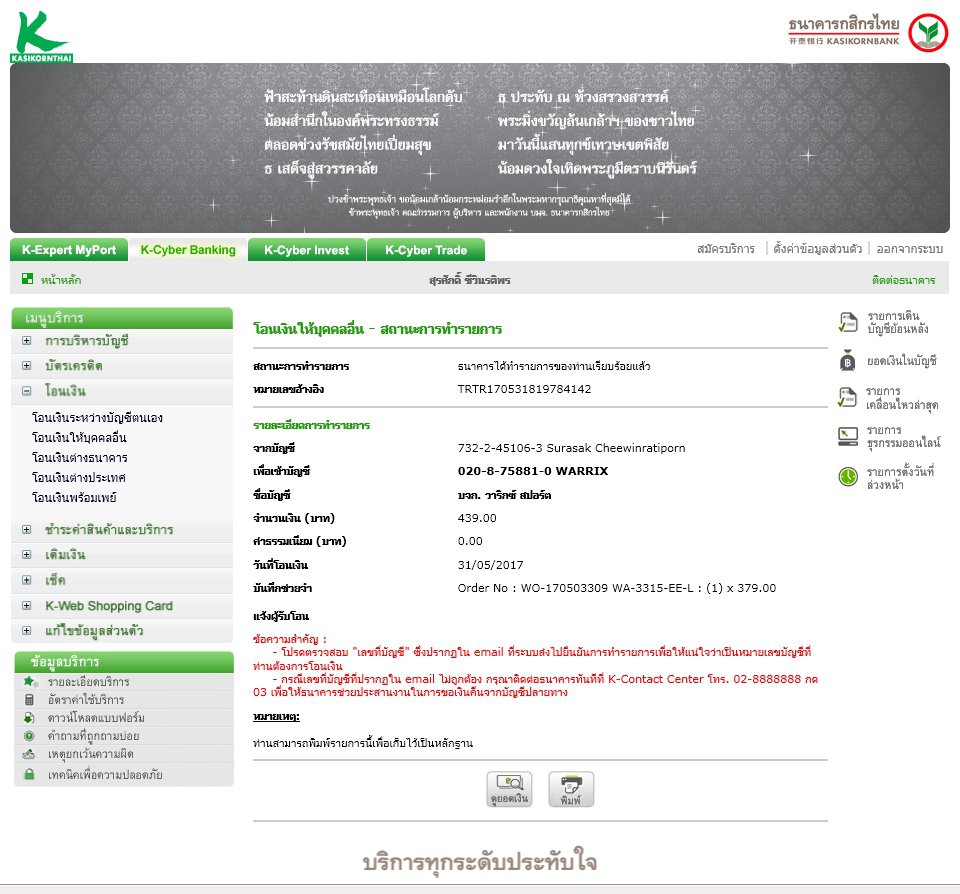 KASIKORNTHAI
ธนาคารกสิกรไทย
开泰银行 KASIKORNBANK
ฟ้าสะท้านดินสะเทือนเหมือนโลกดับ ธ ประทับ ณ ห้วงสรวงสวรรค์
น้อมสำนึกในองค์พระทรงธรรม์ พระมิ่งขวัญล้นเกล้าฯ ของชาวไทย
ตลอดช่วงรัชสมัยไทยเปี่ยมสุข มาวันนี้แสนทุกข์เทวษเขตพิสัย
ธ เสด็จสู่สวรรคาลัย น้อมดวงใจเทิดพระภูมีตราบนิรันดร์
ปวงข้าพระพุทธเจ้า ขอน้อมเกล้าน้อมกระหม่อมรำลึกในพระมหากรุณาธิคุณหาที่สุดมิได้
ข้าพระพุทธเจ้า คณะกรรมการ ผู้บริหาร และพนักงาน บมจ. ธนาคารกสิกรไทย
K-Expert MyPort K-Cyber Banking K-Cyber Invest K-Cyber Trade สมัครบริการ | ตั้งค่าข้อมูลส่วนตัว | ออกจากระบบ
หน้าหลัก สุรศักดิ์ ชีวินรติพร ติดต่อธนาคาร
เมนูบริการ
การบริหารบัญชี
บัตรเครดิต
โอนเงิน
โอนเงินระหว่างบัญชีตนเอง
โอนเงินให้บุคคลอื่น
โอนเงินต่างธนาคาร
โอนเงินต่างประเทศ
โอนเงินพร้อมเพย์
ชำระค่าสินค้าและบริการ
เติมเงิน
เช็ค
K-Web Shopping Card
แก้ไขข้อมูลส่วนตัว
ข้อมูลบริการ
รายละเอียดบริการ
อัตราค่าใช้บริการ
ดาวน์โหลดแบบฟอร์ม
คำถามที่ถูกถามบ่อย
เหตุยกเว้นความผิด
เทคนิคเพื่อความปลอดภัย
โอนเงินให้บุคคลอื่น - สถานะการทำรายการ
สถานะการทำรายการ ธนาคารได้ทำรายการของท่านเรียบร้อยแล้ว
หมายเลขอ้างอิง TRTR170531819784142
รายละเอียดการทำรายการ
จากบัญชี 732-2-45106-3 Surasak Cheewinratiporn
เพื่อเข้าบัญชี 020-8-75881-0 WARRIX
ชื่อบัญชี บจก. วาริกซ์ สปอร์ต
จำนวนเงิน (บาท) 439.00
ค่าธรรมเนียม (บาท) 0.00
วันที่โอนเงิน 31/05/2017
บันทึกช่วยจำ Order No : WO-170503309 WA-3315-EE-L : (1) x 379.00
แจ้งผู้รับโอน
ข้อความสำคัญ :
- โปรดตรวจสอบ "เลขที่บัญชี" ซึ่งปรากฏใน email ที่ระบบส่งไปยืนยันการทำรายการเพื่อให้แน่ใจว่าเป็นหมายเลขบัญชีที่
ท่านต้องการโอนเงิน
- กรณีเลขที่บัญชีที่ปรากฏใน email ไม่ถูกต้อง กรุณาติดต่อธนาคารทันทีที่ K-Contact Center โทร. 02-8888888 กด
03 เพื่อให้ธนาคารช่วยประสานงานในการขอเงินคืนจากบัญชีปลายทาง
หมายเหตุ:
ท่านสามารถพิมพ์รายการนี้เพื่อเก็บไว้เป็นหลักฐาน
ดูยอดเงิน พิมพ์
รายการเดิน
บัญชีย้อนหลัง
ยอดเงินในบัญชี
รายการ
เคลื่อนไหวล่าสุด
รายการ
ธุรกรรมออนไลน์
รายการตั้งวันที่
ล่วงหน้า
บริการทุกระดับประทับใจ